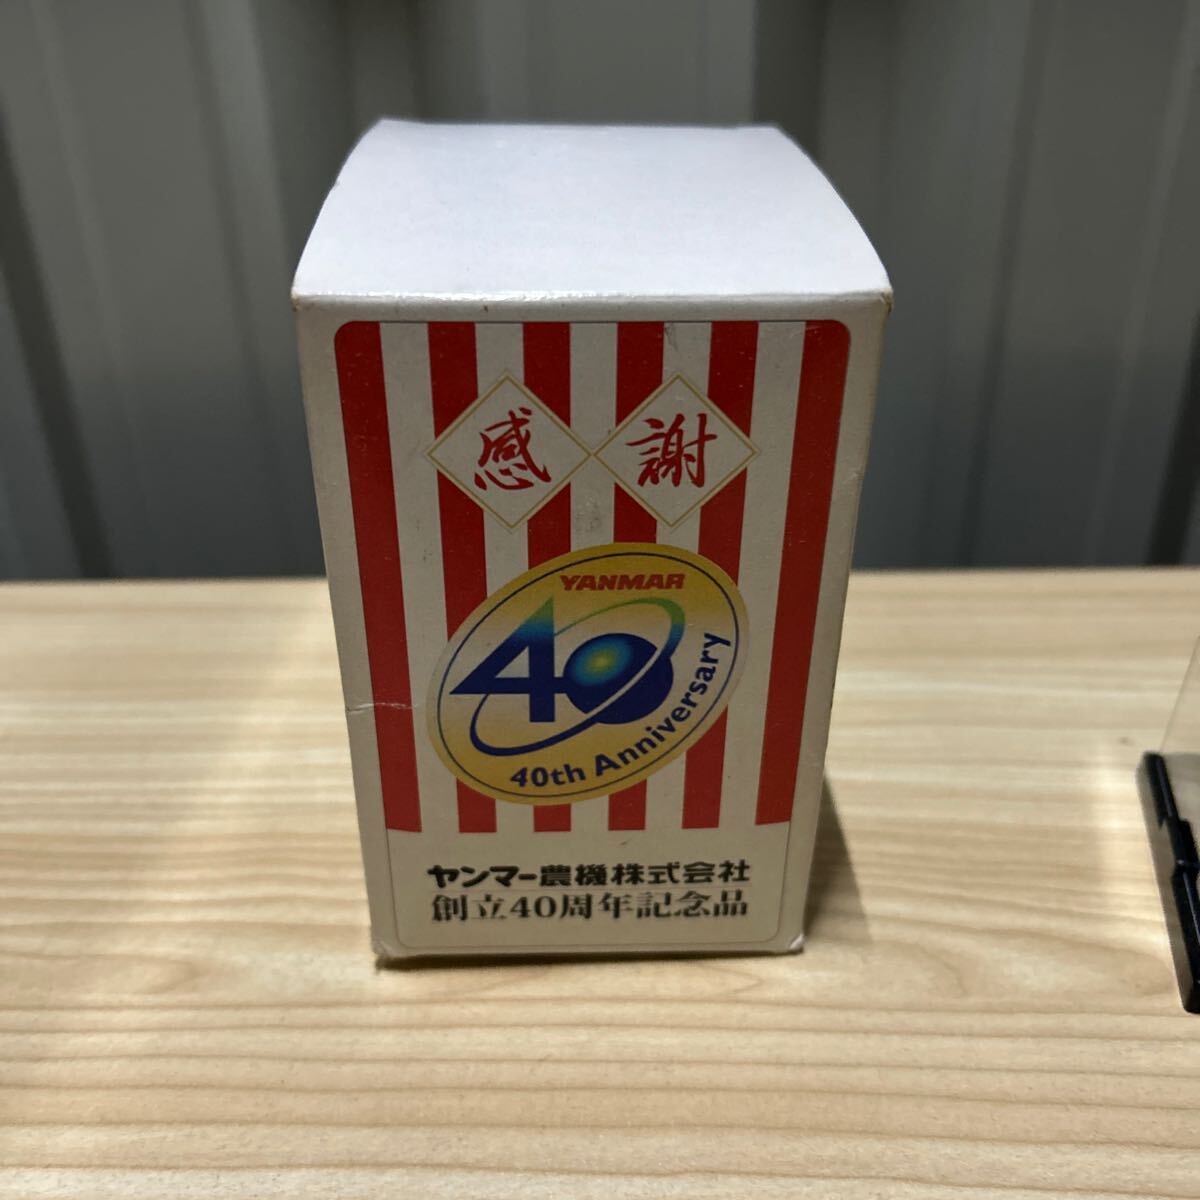 感謝
YANMAR
40
40th Anniversary
ヤンマー農機株式会社
創立40周年記念品